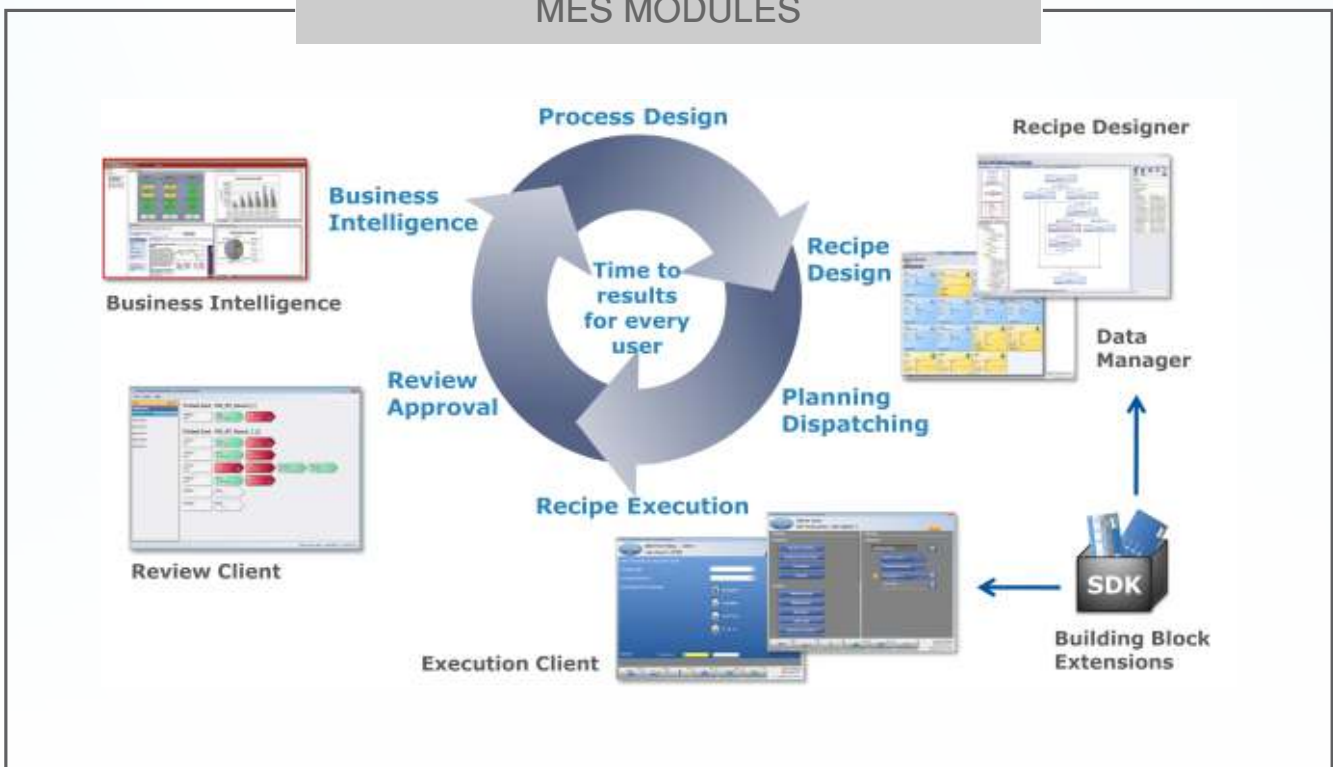 MES MODULES
Process Design
Recipe Designer
Business
Intelligence
Recipe
Design
Time to
results
for every
user
Business Intelligence
Data
Manager
Review
Approval
Planning
Dispatching
Recipe Execution
Review Client
SDK
Execution Client
Building Block
Extensions